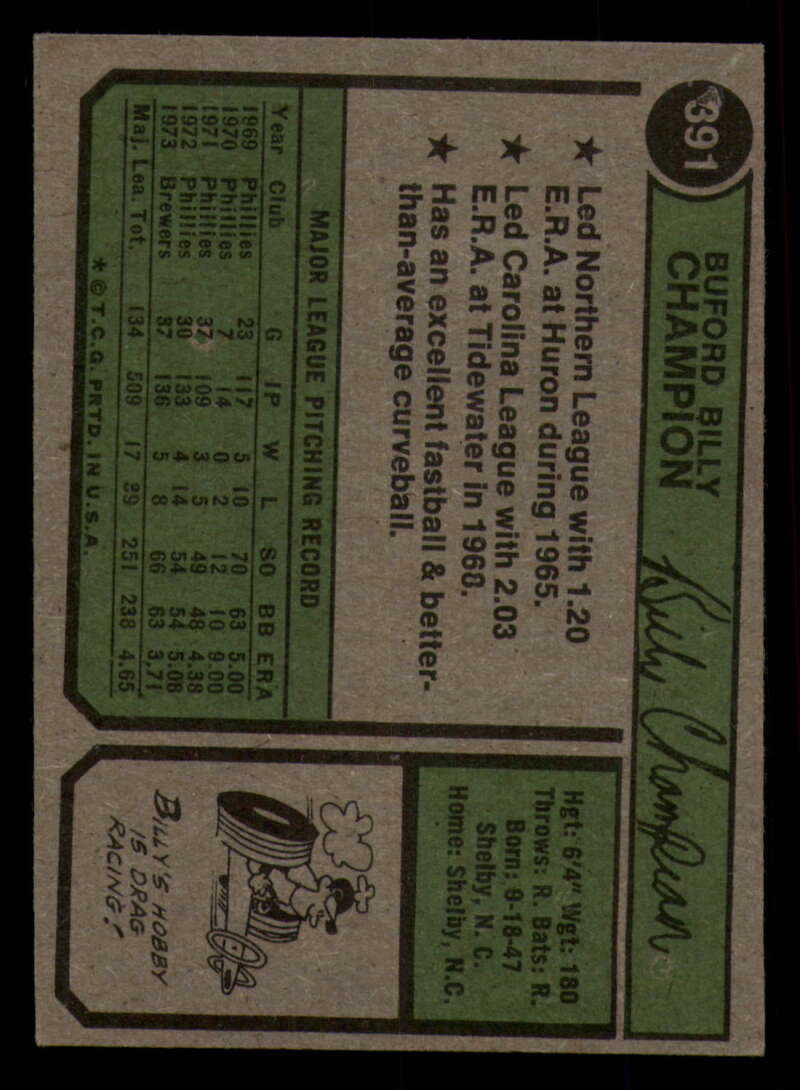 391
BUFORD BILLY
CHAMPION
Billy Champion
★ Led Northern League with 1.20
E.R.A. at Huron during 1965.
★ Led Carolina League with 2.03
E.R.A. at Tidewater in 1968.
★ Has an excellent fastball & better-
than-average curveball.
MAJOR LEAGUE PITCHING RECORD
Year Club G IP W L SO BB ERA
1969 Phillies 23 117 5 10 70 63 5.00
1970 Phillies 7 14 0 2 12 10 9.00
1971 Phillies 37 109 3 5 49 48 4.38
1972 Phillies 30 133 4 14 54 54 5.08
1973 Brewers 37 136 5 8 66 63 3.71
Maj. Lea. Tot. 134 509 17 39 251 238 4.65
* © T.C.G. PRTD. IN U.S.A.
Hgt: 6'4" Wgt: 180
Throws: R. Bats: R.
Born: 9-18-47
Shelby, N. C.
Home: Shelby, N.C.
BILLY'S HOBBY
IS DRAG
RACING!